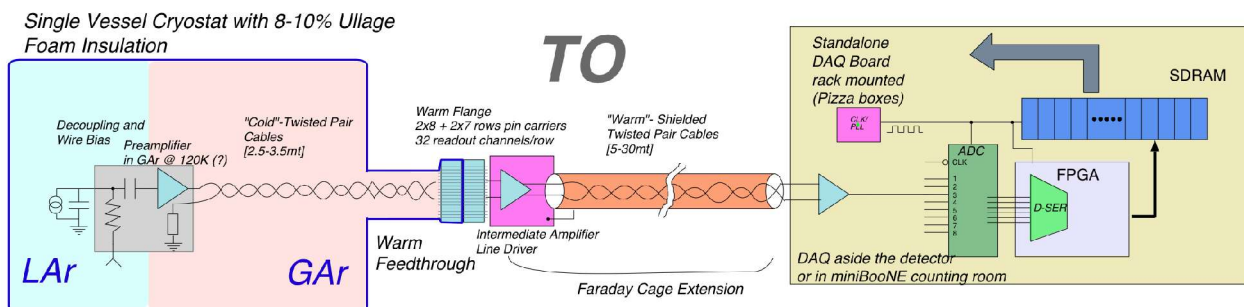 Single Vessel Cryostat with 8-10% Ullage
Foam Insulation
TO
Decoupling and
Wire Bias
Preamplifier
in GAr @ 120K (?)
"Cold"-Twisted Pair
Cables
[2.5-3.5mt]
LAr
GAr
Warm Flange
2x8 + 2x7 rows pin carriers
32 readout channels/row
Warm
Feedthrough
Intermediate Amplifier
Line Driver
"Warm"- Shielded
Twisted Pair Cables
[5-30mt]
Faraday Cage Extension
Standalone
DAQ Board
rack mounted
(Pizza boxes)
CLK/
PLL
SDRAM
ADC
CLK
1
2
3
4
5
6
7
8
FPGA
D-SER
DAQ aside the detector
or in miniBooNE counting room